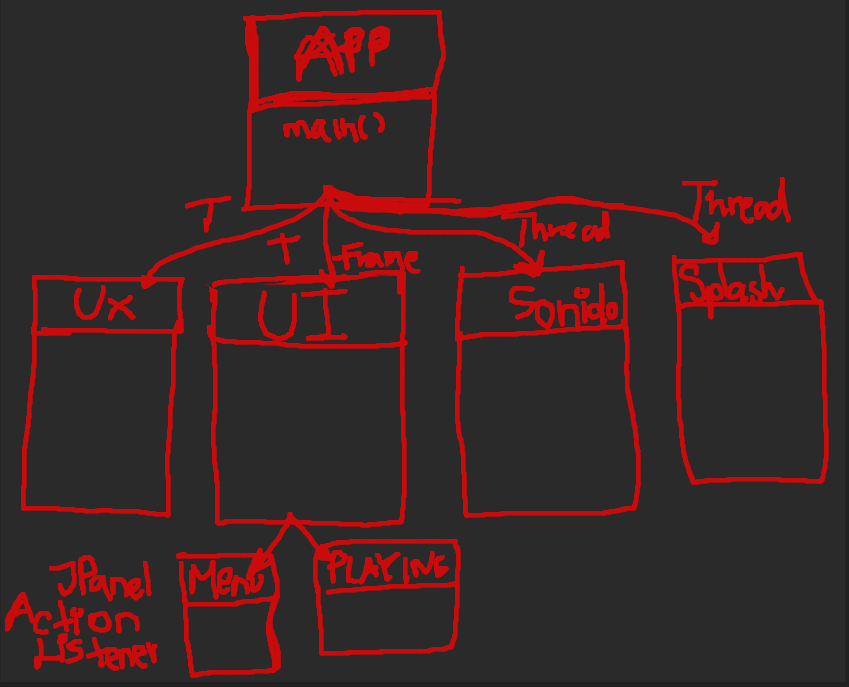 APP
main()
T
T
Frame
Thread
Thread
Ux
UI
Sonido
Splash
JPanel
Action
Listener
Menu
PLAYING